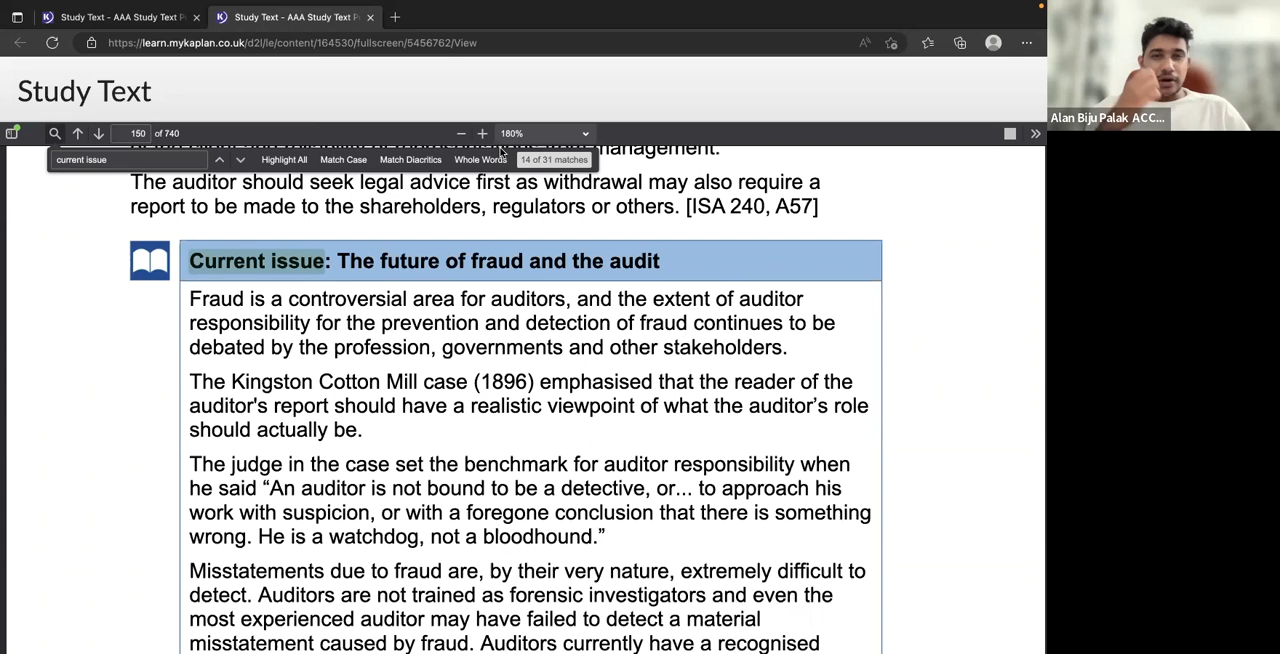 Study Text - AAA Study Text P
Study Text - AAA Study Text P
https://learn.mykaplan.co.uk/d2l/le/content/164530/fullscreen/5456762/View
Study Text
150 of 740
180%
current issue
Highlight All
Match Case
Match Diacritics
Whole Words
14 of 31 matches
management.
The auditor should seek legal advice first as withdrawal may also require a
report to be made to the shareholders, regulators or others. [ISA 240, A57]
Current issue: The future of fraud and the audit
Fraud is a controversial area for auditors, and the extent of auditor
responsibility for the prevention and detection of fraud continues to be
debated by the profession, governments and other stakeholders.
The Kingston Cotton Mill case (1896) emphasised that the reader of the
auditor's report should have a realistic viewpoint of what the auditor’s role
should actually be.
The judge in the case set the benchmark for auditor responsibility when
he said “An auditor is not bound to be a detective, or... to approach his
work with suspicion, or with a foregone conclusion that there is something
wrong. He is a watchdog, not a bloodhound.”
Misstatements due to fraud are, by their very nature, extremely difficult to
detect. Auditors are not trained as forensic investigators and even the
most experienced auditor may have failed to detect a material
misstatement caused by fraud. Auditors currently have a recognised
Alan Biju Palak ACC...